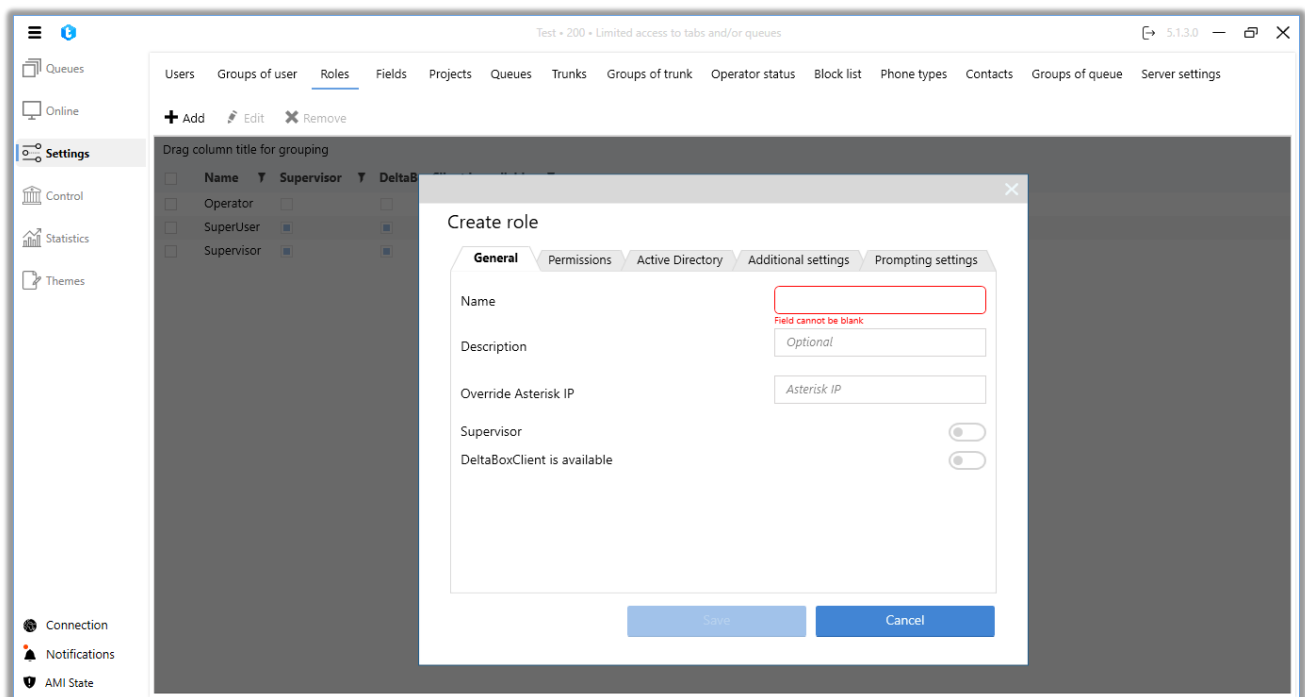 Test • 200 • Limited access to tabs and/or queues
5.1.3.0
Queues
Online
Settings
Control
Statistics
Themes
Connection
Notifications
AMI State
Users Groups of user Roles Fields Projects Queues Trunks Groups of trunk Operator status Block list Phone types Contacts Groups of queue Server settings
Add Edit Remove
Drag column title for grouping
Name Supervisor DeltaB
Operator
SuperUser
Supervisor
Create role
General Permissions Active Directory Additional settings Prompting settings
Name
Field cannot be blank
Description Optional
Override Asterisk IP Asterisk IP
Supervisor
DeltaBoxClient is available
Save Cancel